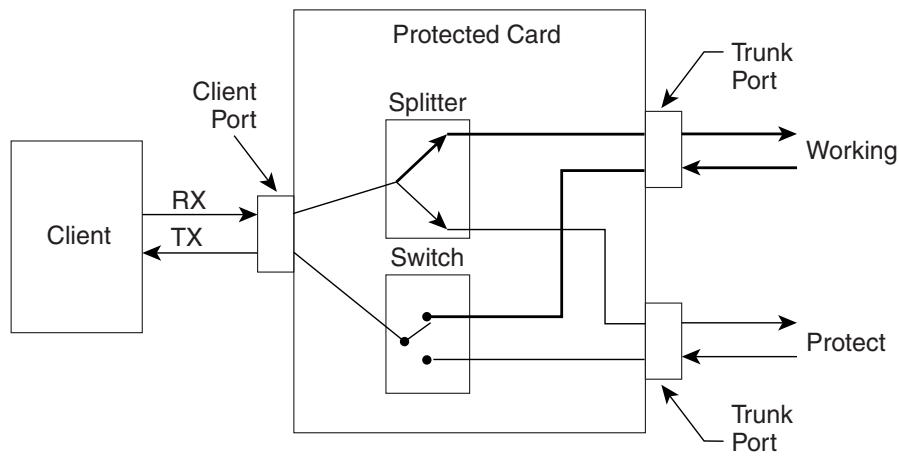 Protected Card
Trunk
Port
Client
Port
Splitter
Working
RX
Client
TX
Switch
Protect
Trunk
Port